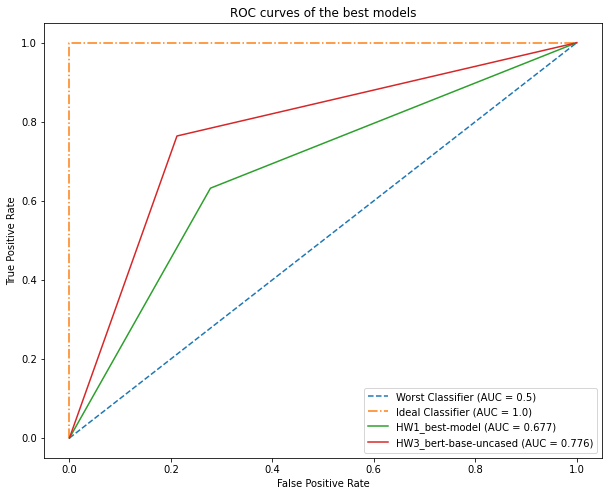 ROC curves of the best models
True Positive Rate
1.0
0.8
0.6
0.4
0.2
0.0
0.0 0.2 0.4 0.6 0.8 1.0
False Positive Rate
Worst Classifier (AUC = 0.5)
Ideal Classifier (AUC = 1.0)
HW1_best-model (AUC = 0.677)
HW3_bert-base-uncased (AUC = 0.776)